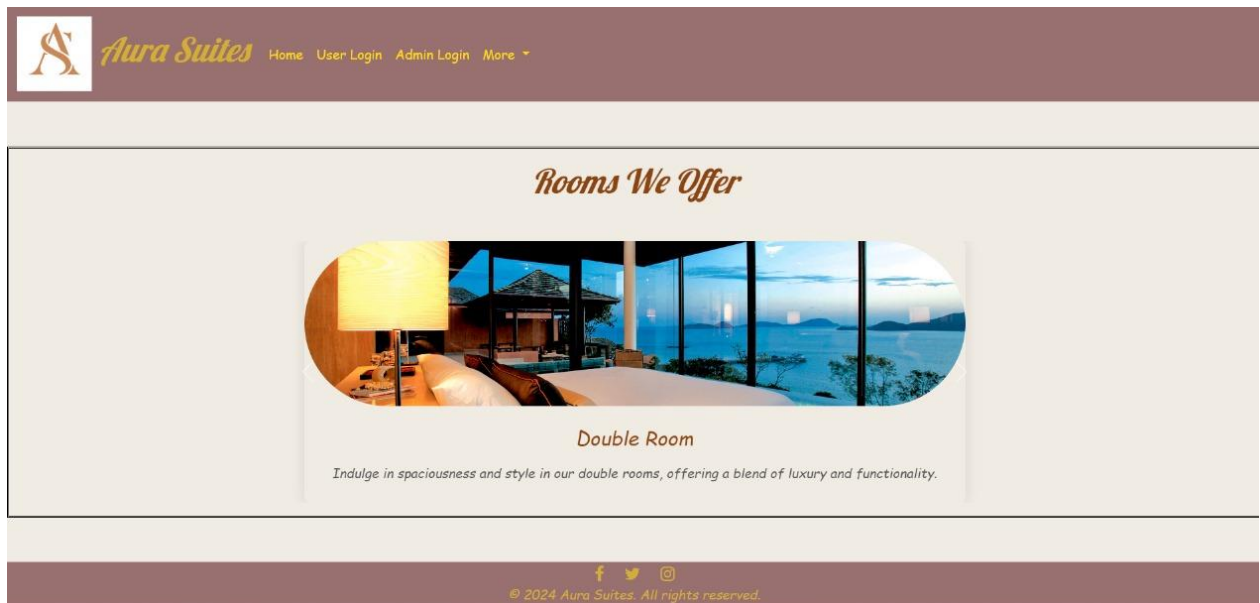 AS
Aura Suites Home User Login Admin Login More
Rooms We Offer
Double Room
Indulge in spaciousness and style in our double rooms, offering a blend of luxury and functionality.
© 2024 Aura Suites. All rights reserved.